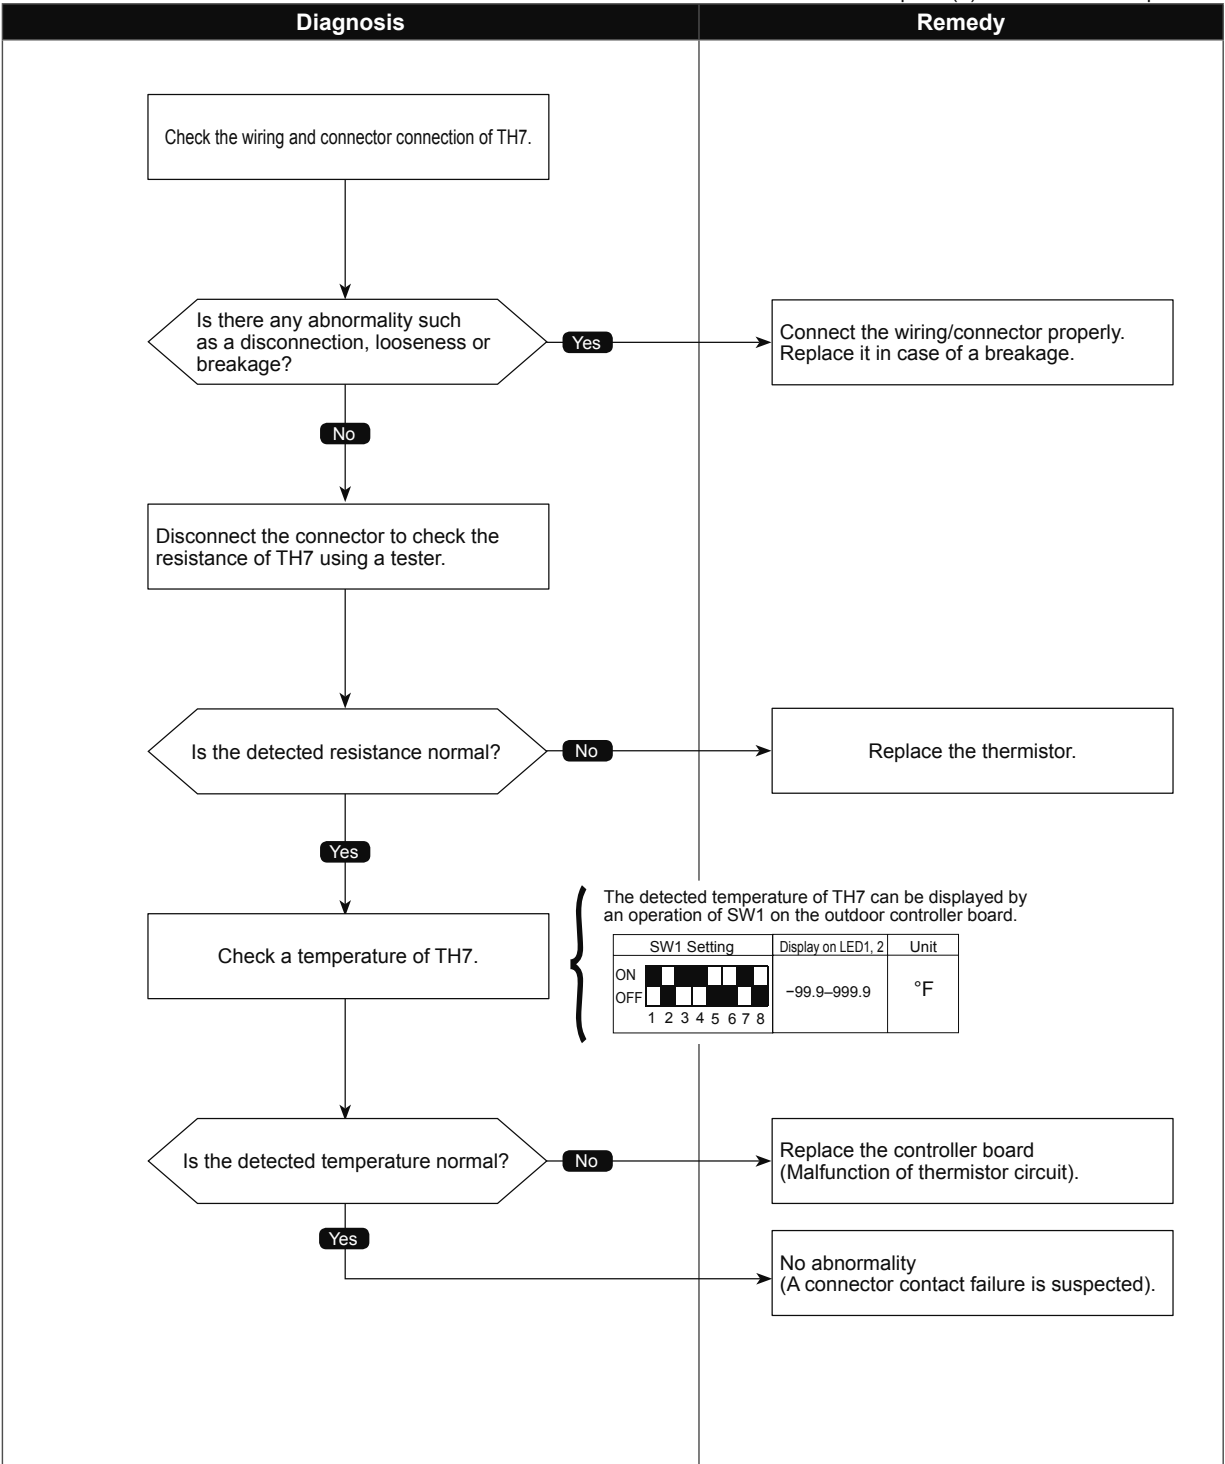 Diagnosis
Remedy
Check the wiring and connector connection of TH7.
Is there any abnormality such
as a disconnection, looseness or
breakage?
Yes
Connect the wiring/connector properly.
Replace it in case of a breakage.
No
Disconnect the connector to check the
resistance of TH7 using a tester.
Is the detected resistance normal?
No
Replace the thermistor.
Yes
Check a temperature of TH7.
The detected temperature of TH7 can be displayed by
an operation of SW1 on the outdoor controller board.
SW1 Setting
Display on LED1, 2
Unit
ON
OFF
1 2 3 4 5 6 7 8
−99.9–999.9
°F
Is the detected temperature normal?
No
Replace the controller board
(Malfunction of thermistor circuit).
Yes
No abnormality
(A connector contact failure is suspected).